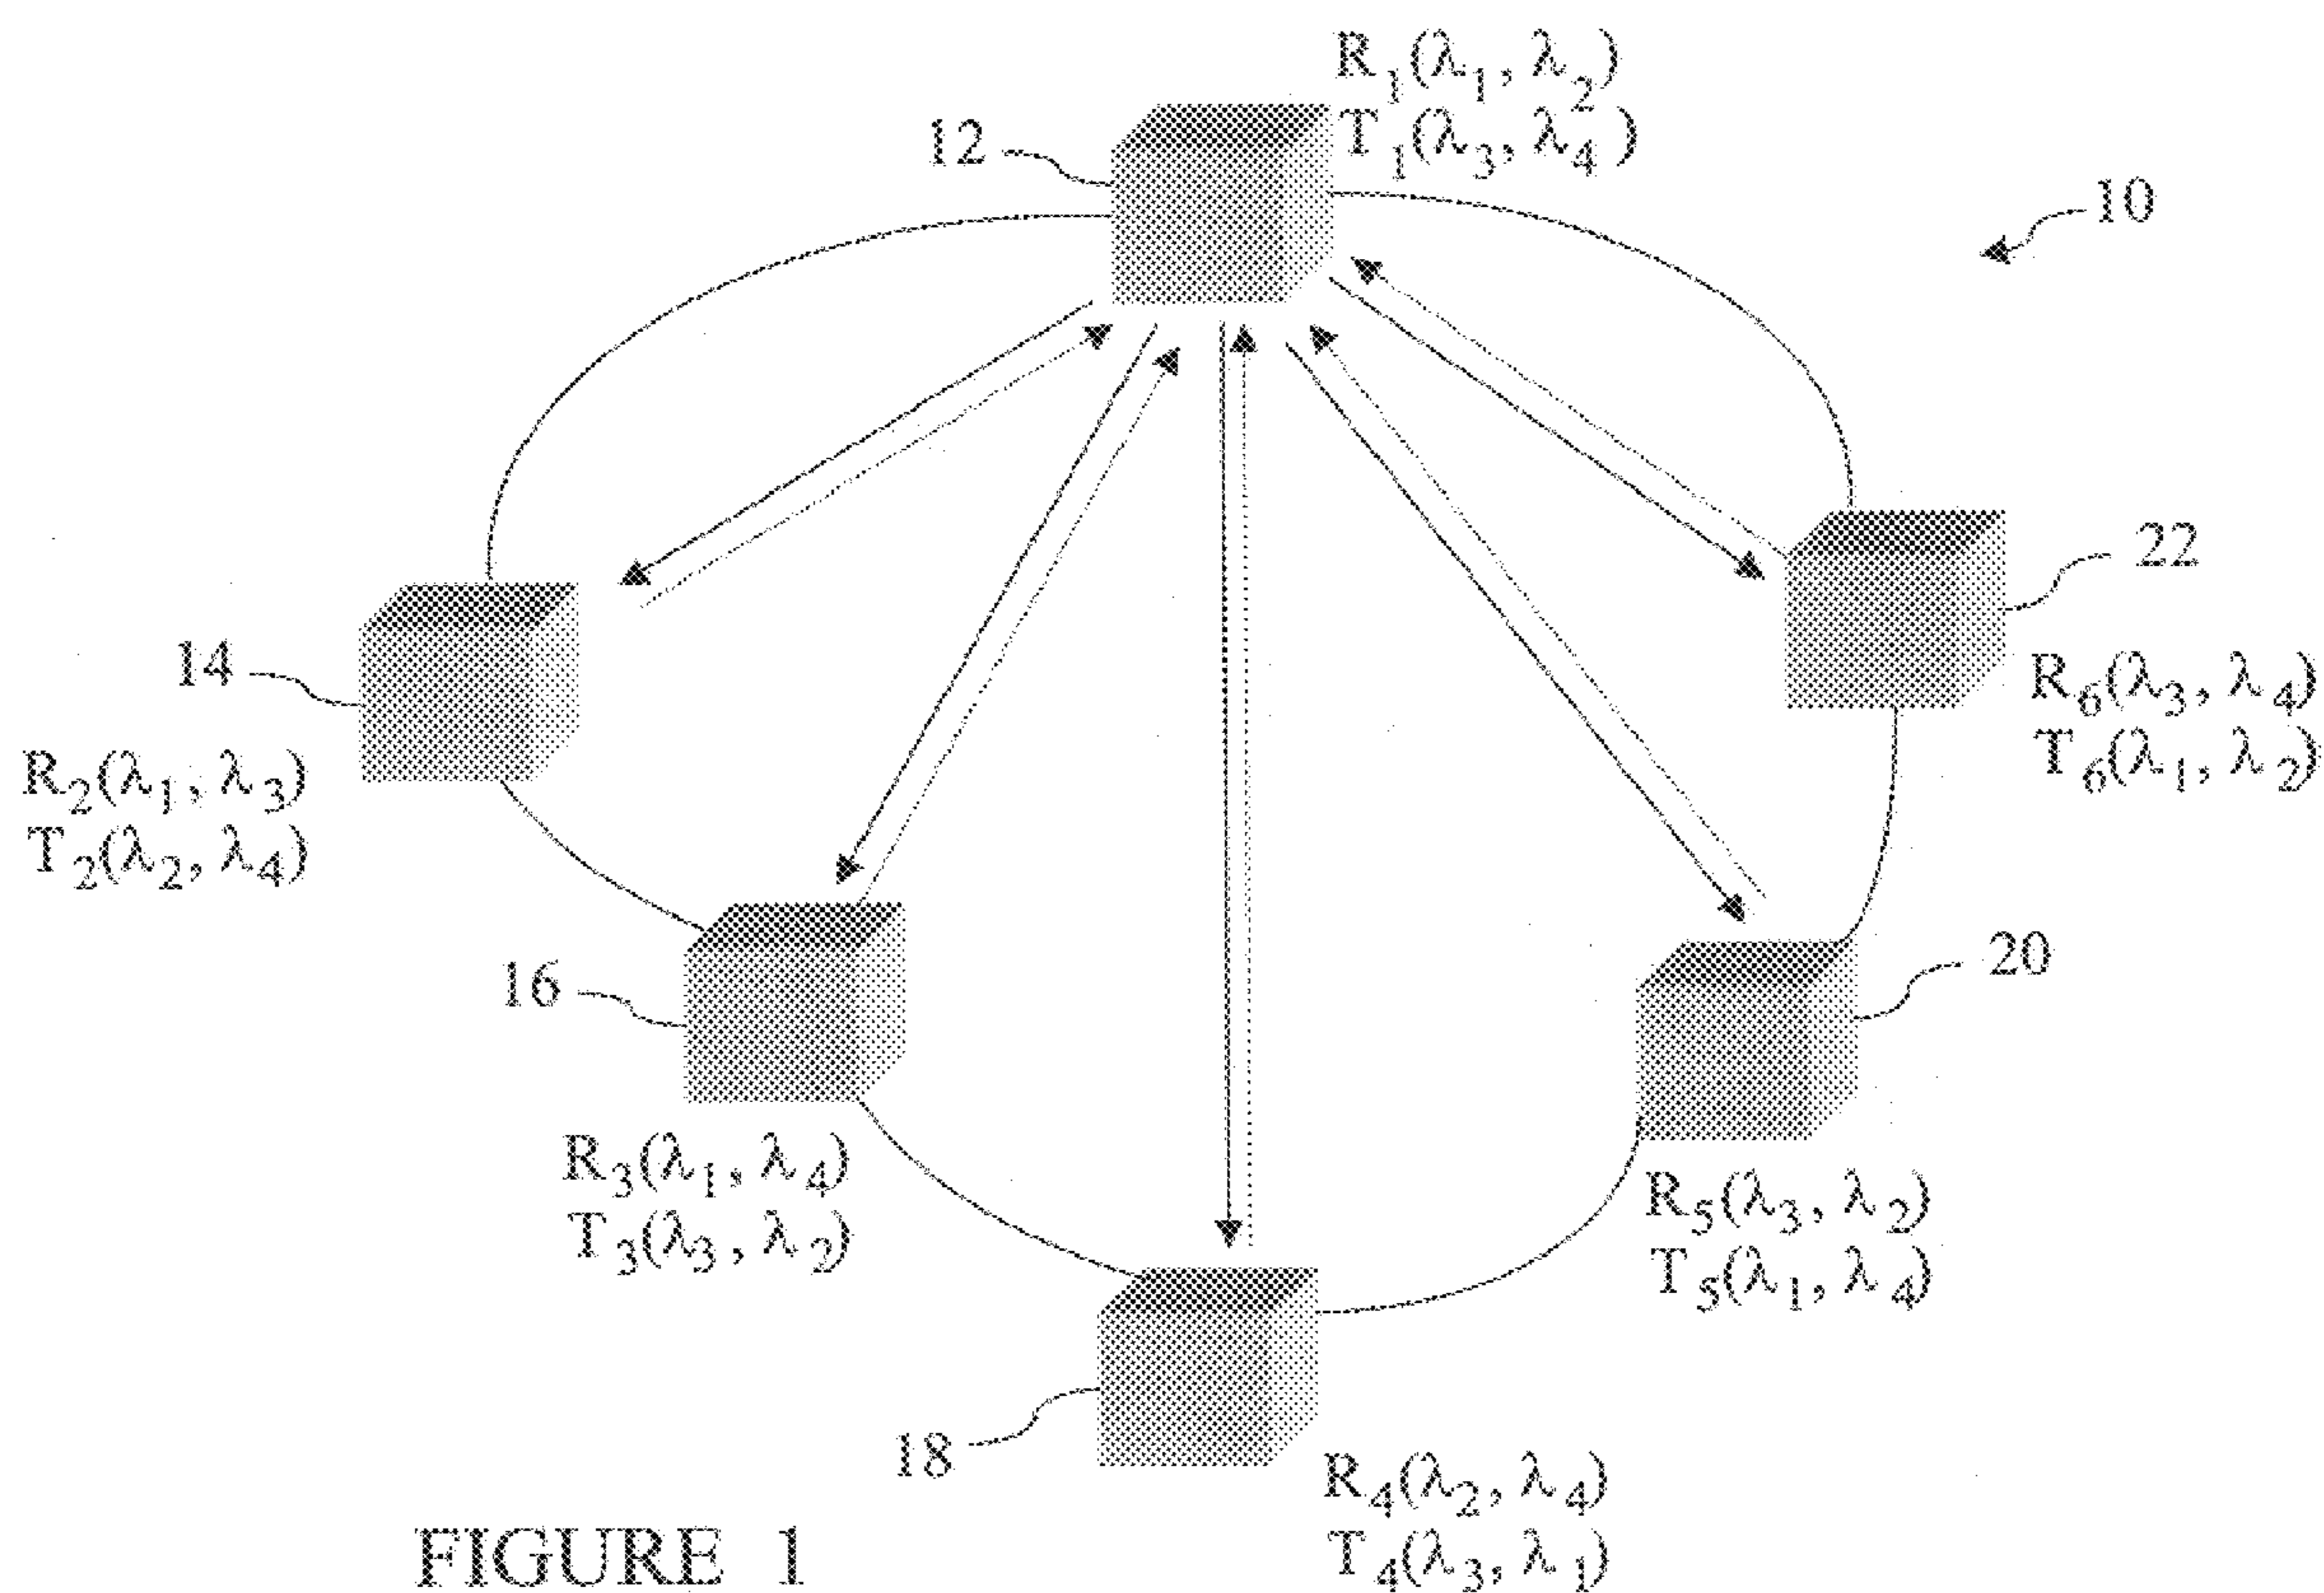 R₁(λ₁, λ₂)
T₁(λ₃, λ₄)
12
10
22
14
R₆(λ₃, λ₄)
T₆(λ₁, λ₂)
R₂(λ₁, λ₃)
T₂(λ₂, λ₄)
20
16
R₃(λ₁, λ₄)
T₃(λ₃, λ₂)
R₅(λ₃, λ₂)
T₅(λ₁, λ₄)
18
R₄(λ₂, λ₄)
T₄(λ₃, λ₁)
FIGURE 1